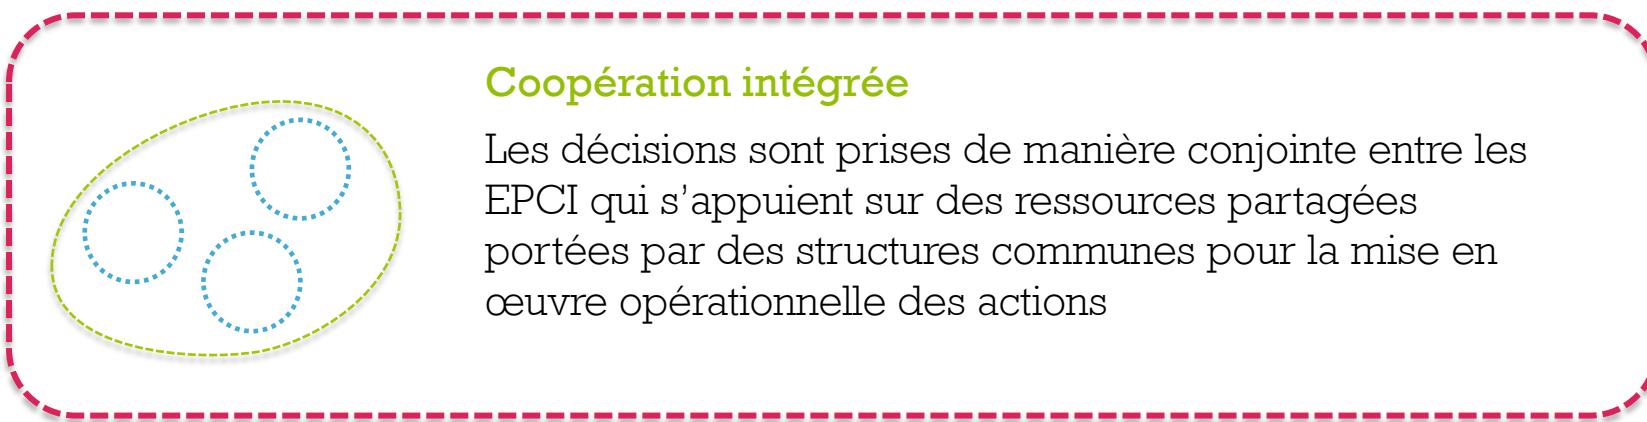 Coopération intégrée
Les décisions sont prises de manière conjointe entre les
EPCI qui s’appuient sur des ressources partagées
portées par des structures communes pour la mise en
œuvre opérationnelle des actions